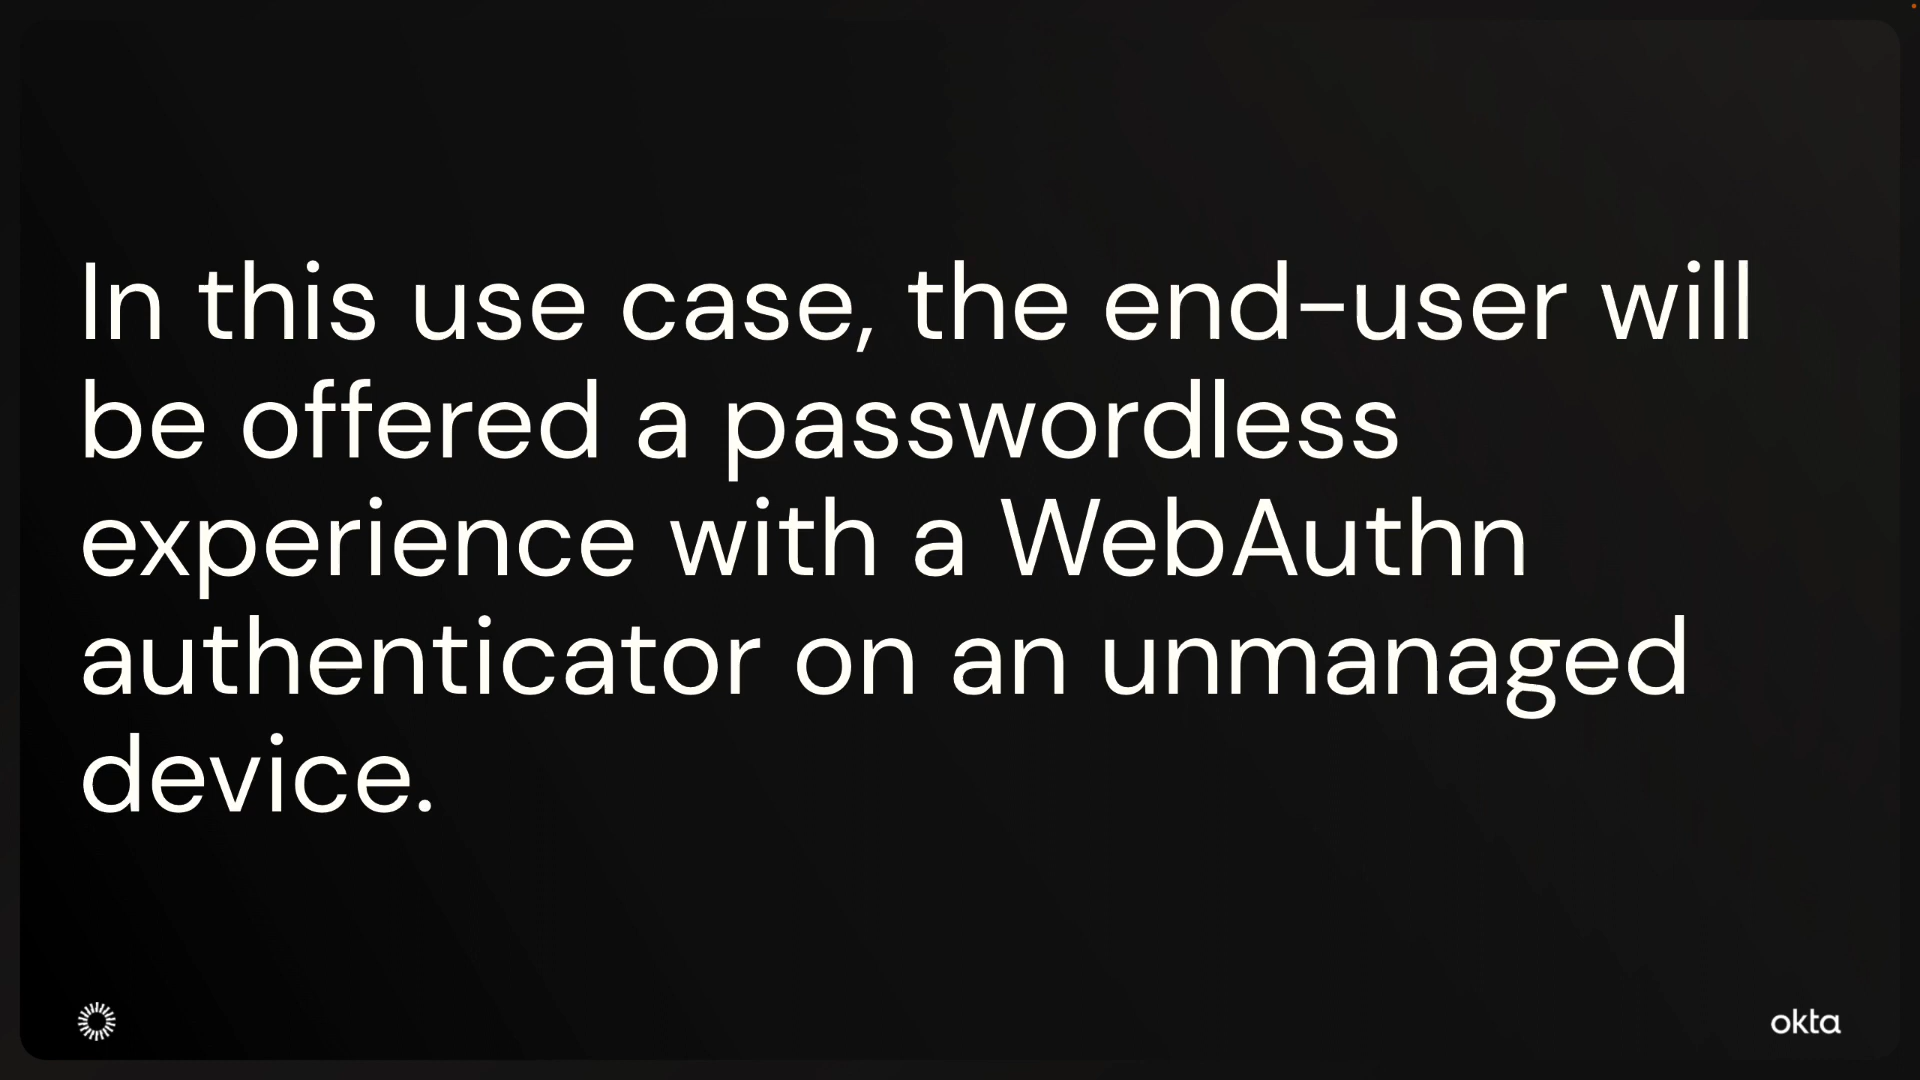 In this use case, the end-user will
be offered a passwordless
experience with a WebAuthn
authenticator on an unmanaged
device.
okta